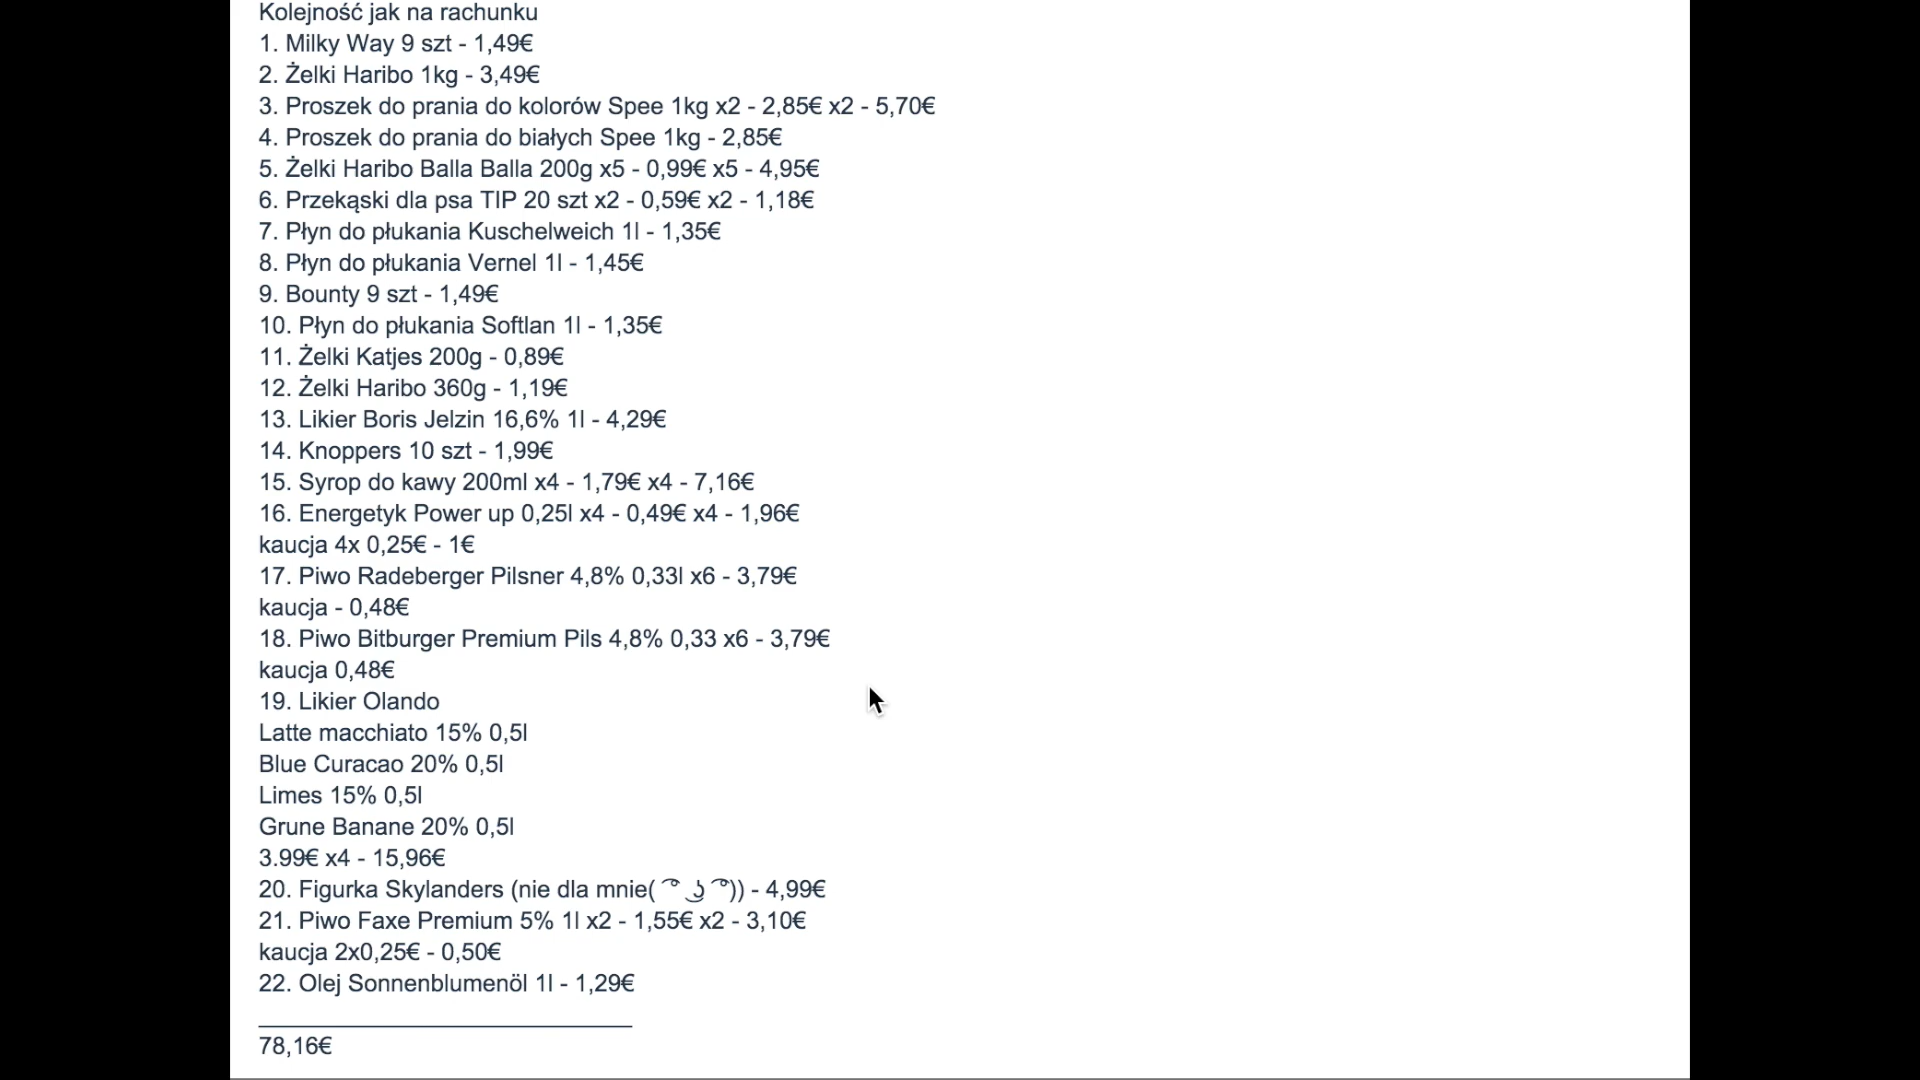 Kolejność jak na rachunku
1. Milky Way 9 szt - 1,49€
2. Żelki Haribo 1kg - 3,49€
3. Proszek do prania do kolorów Spee 1kg x2 - 2,85€ x2 - 5,70€
4. Proszek do prania do białych Spee 1kg - 2,85€
5. Żelki Haribo Balla Balla 200g x5 - 0,99€ x5 - 4,95€
6. Przekąski dla psa TIP 20 szt x2 - 0,59€ x2 - 1,18€
7. Płyn do płukania Kuschelweich 1l - 1,35€
8. Płyn do płukania Vernel 1l - 1,45€
9. Bounty 9 szt - 1,49€
10. Płyn do płukania Softlan 1l - 1,35€
11. Żelki Katjes 200g - 0,89€
12. Żelki Haribo 360g - 1,19€
13. Likier Boris Jelzin 16,6% 1l - 4,29€
14. Knoppers 10 szt - 1,99€
15. Syrop do kawy 200ml x4 - 1,79€ x4 - 7,16€
16. Energetyk Power up 0,25l x4 - 0,49€ x4 - 1,96€
kaucja 4x 0,25€ - 1€
17. Piwo Radeberger Pilsner 4,8% 0,33l x6 - 3,79€
kaucja - 0,48€
18. Piwo Bitburger Premium Pils 4,8% 0,33 x6 - 3,79€
kaucja 0,48€
19. Likier Olando
Latte macchiato 15% 0,5l
Blue Curacao 20% 0,5l
Limes 15% 0,5l
Grune Banane 20% 0,5l
3.99€ x4 - 15,96€
20. Figurka Skylanders (nie dla mnie( ͡° ͜ʖ ͡°)) - 4,99€
21. Piwo Faxe Premium 5% 1l x2 - 1,55€ x2 - 3,10€
kaucja 2x0,25€ - 0,50€
22. Olej Sonnenblumenöl 1l - 1,29€
____________________________
78,16€